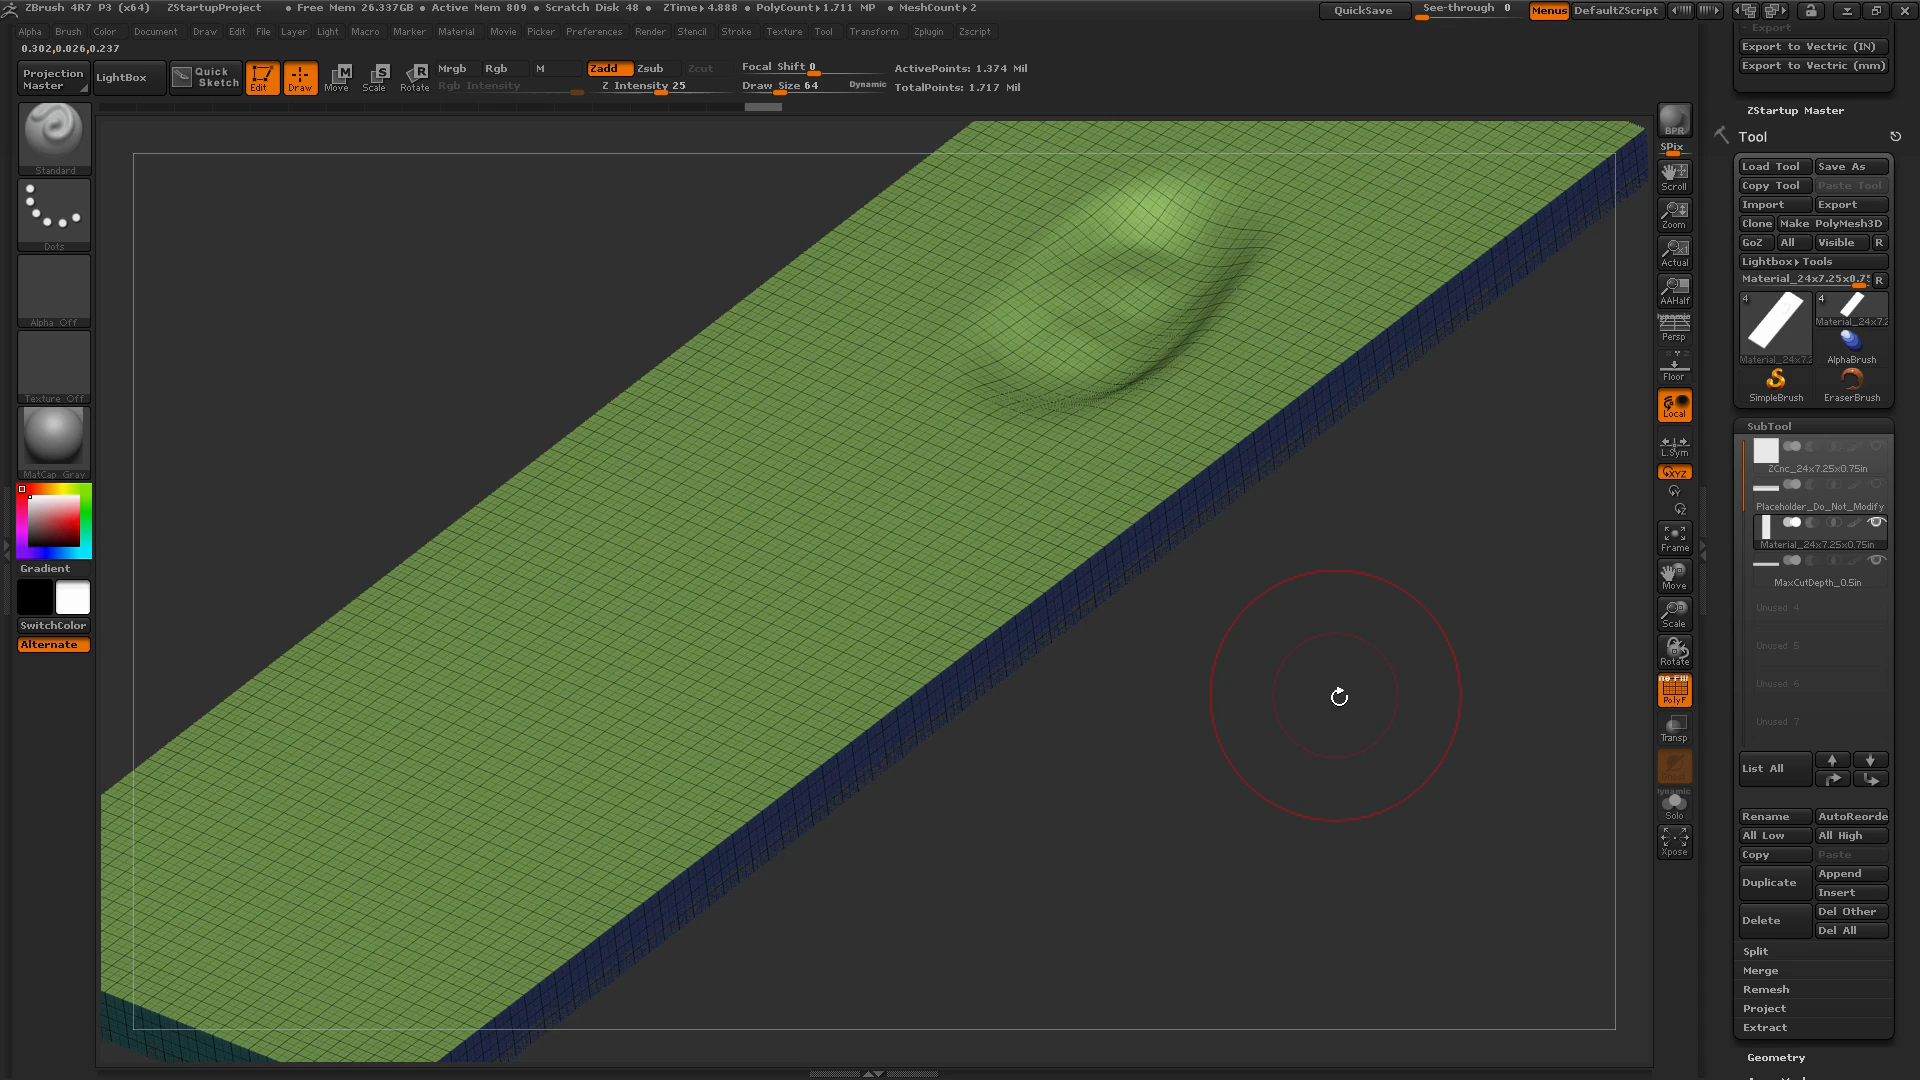 ZBrush 4R7 P3 (x64) ZStartupProject • Free Mem 26.337GB • Active Mem 809 • Scratch Disk 48 • ZTime▸4.888 • PolyCount▸1.711 MP • MeshCount▸2
QuickSave See-through 0 Menus DefaultZScript
Alpha Brush Color Document Draw Edit File Layer Light Macro Marker Material Movie Picker Preferences Render Stencil Stroke Texture Tool Transform Zplugin Zscript
0.302,0.026,0.237
Projection Master
LightBox
Quick Sketch
Edit
Draw
Move
Scale
Rotate
Mrgb Rgb M
Rgb Intensity
Zadd Zsub Zcut
Z Intensity 25
Focal Shift 0
Draw Size 64 Dynamic
ActivePoints: 1.374 Mil
TotalPoints: 1.717 Mil
Standard
Dots
Alpha Off
Texture Off
MatCap Gray
Gradient
SwitchColor
Alternate
BPR
SPix
Scroll
Zoom
Actual
AAHalf
Dynamic
Persp
Floor
Local
L.Sym
XYZ
Frame
Move
Scale
Rotate
PolyF
Transp
Dynamic
Solo
Xpose
Export
Export to Vectric (IN)
Export to Vectric (mm)
ZStartup Master
Tool
Load Tool Save As
Copy Tool Paste Tool
Import Export
Clone Make PolyMesh3D
GoZ All Visible R
Lightbox▸Tools
Material_24x7.25x0.75 R
4 4
Material_24x7.2
Material_24x7.2
AlphaBrush
SimpleBrush EraserBrush
SubTool
ZCnc_24x7.25x0.75in
Placeholder_Do_Not_Modify
Material_24x7.25x0.75in
MaxCutDepth_0.5in
Unused 4
Unused 5
Unused 6
Unused 7
List All
Rename AutoReorde
All Low All High
Copy Paste
Duplicate Append
Insert
Delete Del Other
Del All
Split
Merge
Remesh
Project
Extract
Geometry